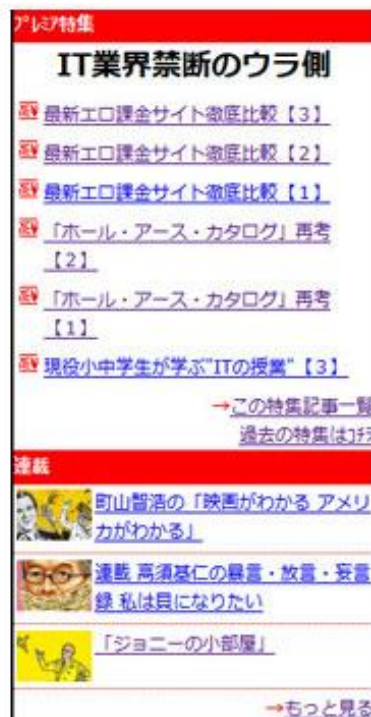 プレミア特集
IT業界禁断のウラ側
最新エロ課金サイト徹底比較【3】
最新エロ課金サイト徹底比較【2】
最新エロ課金サイト徹底比較【1】
「ホール・アース・カタログ」再考
【2】
「ホール・アース・カタログ」再考
【1】
現役小中学生が学ぶ"ITの授業"【3】
→この特集記事一覧
過去の特集はコチラ
連載
町山智浩の「映画がわかる アメリ
カがわかる」
連載 高須基仁の暴言・放言・妄言
録 私は貝になりたい
「ジョニーの小部屋」
→もっと見る